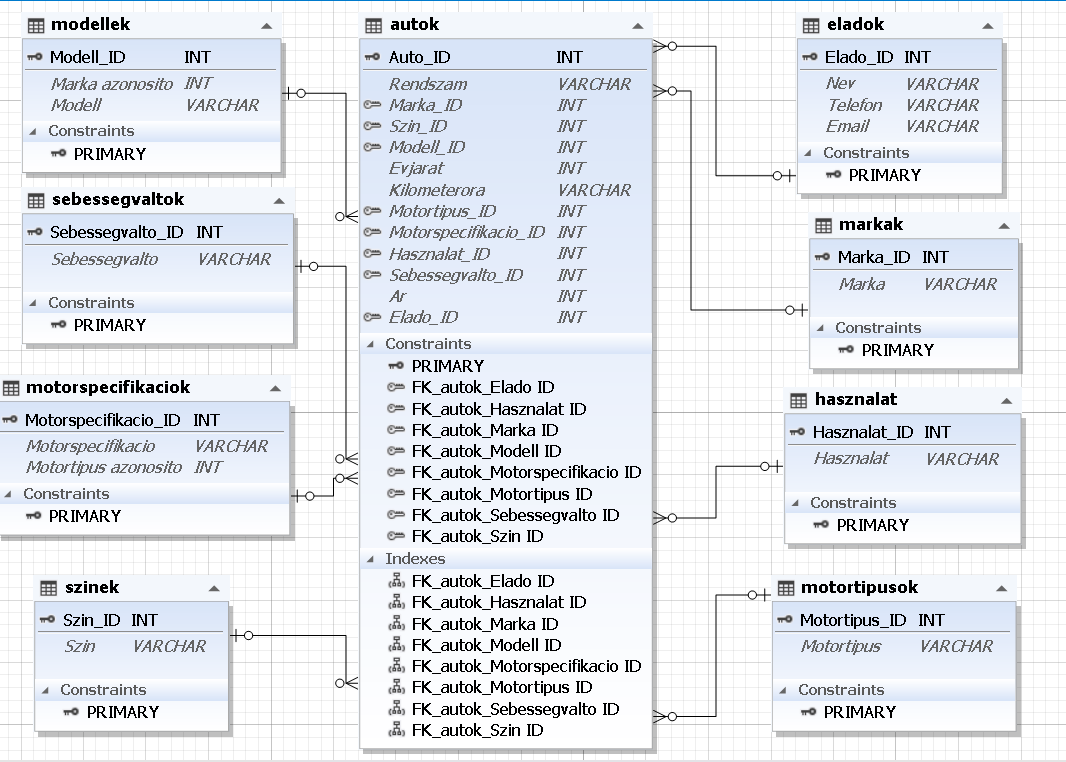 modellek
Modell_ID INT
Marka azonosito INT
Modell VARCHAR
Constraints
PRIMARY
sebessegvaltok
Sebessegvalto_ID INT
Sebessegvalto VARCHAR
Constraints
PRIMARY
motorspecifikaciok
Motorspecifikacio_ID INT
Motorspecifikacio VARCHAR
Motortipus azonosito INT
Constraints
PRIMARY
szinek
Szin_ID INT
Szin VARCHAR
Constraints
PRIMARY
autok
Auto_ID INT
Rendszam VARCHAR
Marka_ID INT
Szin_ID INT
Modell_ID INT
Evjarat INT
Kilometerora VARCHAR
Motortipus_ID INT
Motorspecifikacio_ID INT
Hasznalat_ID INT
Sebessegvalto_ID INT
Ar INT
Elado_ID INT
Constraints
PRIMARY
FK_autok_Elado ID
FK_autok_Hasznalat ID
FK_autok_Marka ID
FK_autok_Modell ID
FK_autok_Motorspecifikacio ID
FK_autok_Motortipus ID
FK_autok_Sebessegvalto ID
FK_autok_Szin ID
Indexes
FK_autok_Elado ID
FK_autok_Hasznalat ID
FK_autok_Marka ID
FK_autok_Modell ID
FK_autok_Motorspecifikacio ID
FK_autok_Motortipus ID
FK_autok_Sebessegvalto ID
FK_autok_Szin ID
eladok
Elado_ID INT
Nev VARCHAR
Telefon VARCHAR
Email VARCHAR
Constraints
PRIMARY
markak
Marka_ID INT
Marka VARCHAR
Constraints
PRIMARY
hasznalat
Hasznalat_ID INT
Hasznalat VARCHAR
Constraints
PRIMARY
motortipusok
Motortipus_ID INT
Motortipus VARCHAR
Constraints
PRIMARY